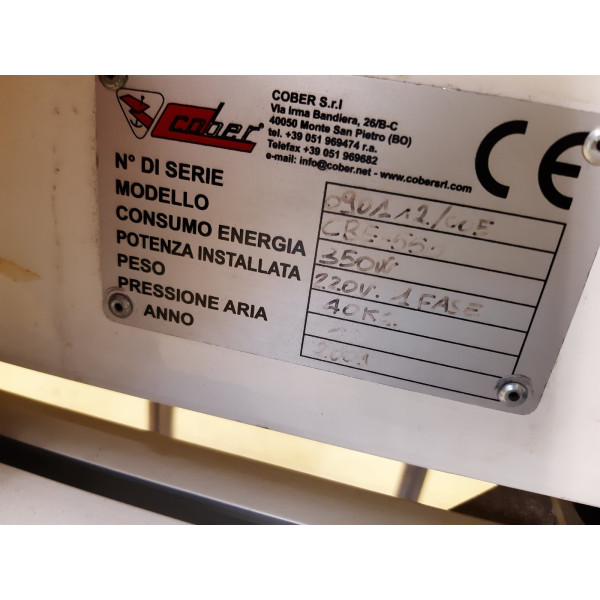 cober
COBER S.r.l
Via Irma Bandiera, 26/B-C
40050 Monte San Pietro (BO)
tel. +39 051 969474 r.a.
Telefax +39 051 969682
e-mail: info@cober.net - www.cobersrl.com
CE
N° DI SERIE
MODELLO
CONSUMO ENERGIA 350W
POTENZA INSTALLATA 220V. 1 FASE
PESO 40KG.
PRESSIONE ARIA
ANNO